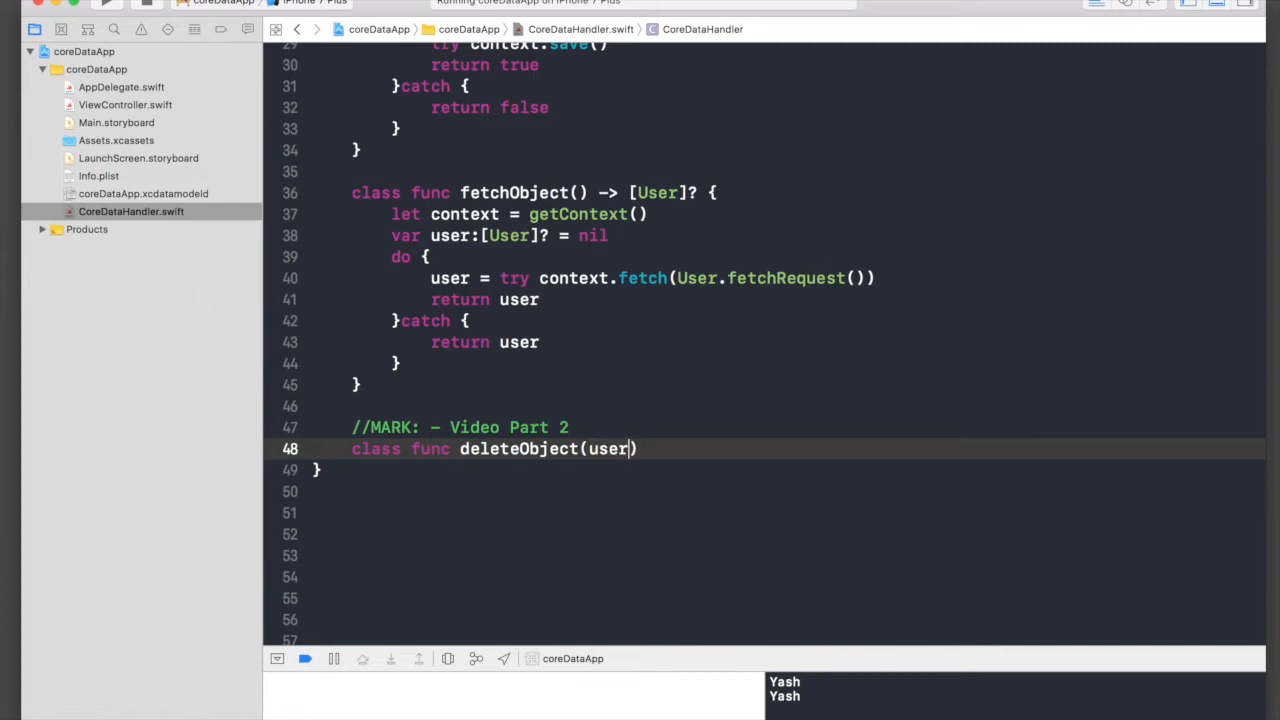 coreDataApp
iPhone 7 Plus
Running coreDataApp on iPhone 7 Plus
coreDataApp
coreDataApp
CoreDataHandler.swift
CoreDataHandler
coreDataApp
coreDataApp
AppDelegate.swift
ViewController.swift
Main.storyboard
Assets.xcassets
LaunchScreen.storyboard
Info.plist
coreDataApp.xcdatamodeld
CoreDataHandler.swift
Products
29 try context.save()
30 return true
31 }catch {
32 return false
33 }
34 }
35
36 class func fetchObject() -> [User]? {
37 let context = getContext()
38 var user:[User]? = nil
39 do {
40 user = try context.fetch(User.fetchRequest())
41 return user
42 }catch {
43 return user
44 }
45 }
46
47 //MARK: - Video Part 2
48 class func deleteObject(user)
49 }
50
51
52
53
54
55
56
57
coreDataApp
Yash
Yash